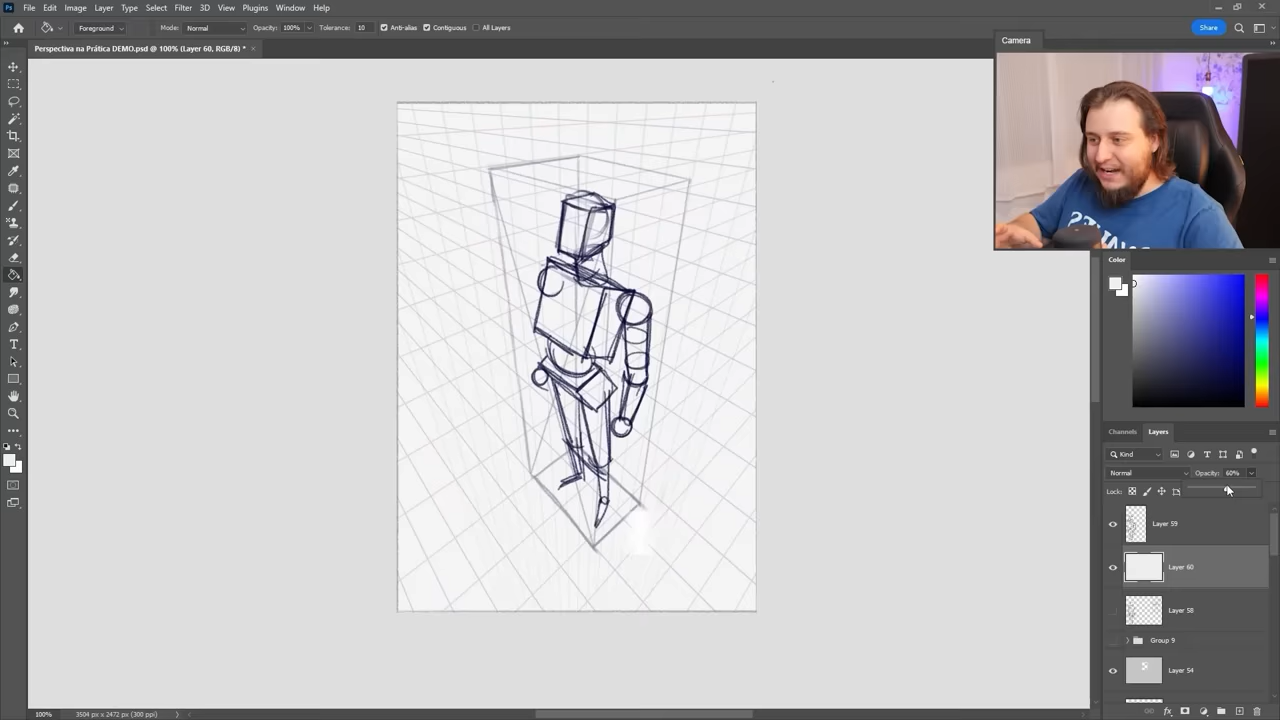 Ps File Edit Image Layer Type Select Filter 3D View Plugins Window Help
Foreground Mode: Normal Opacity: 100% Tolerance: 10 Anti-alias Contiguous All Layers Share
Perspectiva na Prática DEMO.psd @ 100% (Layer 60, RGB/8) * ×
Camera
Color
Channels Layers
Kind
Normal Opacity: 60%
Lock:
Layer 59
Layer 60
Layer 58
Group 9
Layer 54
100% 3504 px x 2472 px (300 ppi)